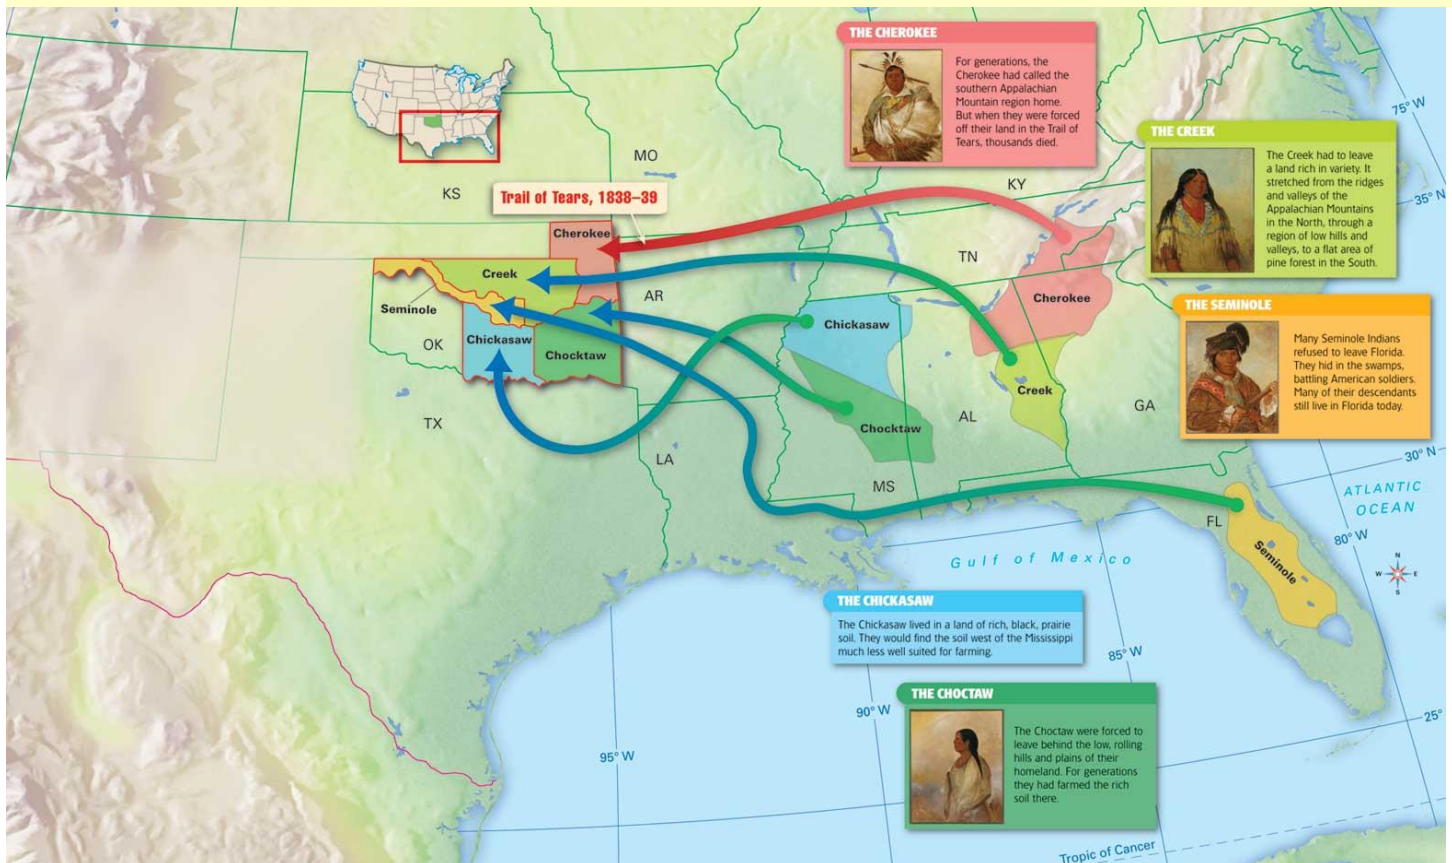 THE CHEROKEE
For generations, the
Cherokee had called the
southern Appalachian
Mountain region home.
But when they were forced
off their land in the Trail of
Tears, thousands died.
75° W
THE CREEK
The Creek had to leave
a land rich in variety. It
stretched from the ridges
and valleys of the
Appalachian Mountains
in the North, through a
region of low hills and
valleys, to a flat area of
pine forest in the South.
MO
KY
KS
Trail of Tears, 1838–39
35° N
Cherokee
TN
Creek
Seminole
AR
Cherokee
THE SEMINOLE
Many Seminole Indians
refused to leave Florida.
They hid in the swamps,
battling American soldiers.
Many of their descendants
still live in Florida today.
Chickasaw
OK
Chickasaw
Chocktaw
Creek
GA
AL
TX
Chocktaw
LA
MS
30° N
ATLANTIC
OCEAN
FL
80° W
Gulf of Mexico
Seminole
N
W
E
S
THE CHICKASAW
The Chickasaw lived in a land of rich, black, prairie
soil. They would find the soil west of the Mississippi
much less well suited for farming.
85° W
THE CHOCTAW
The Choctaw were forced to
leave behind the low, rolling
hills and plains of their
homeland. For generations
they had farmed the rich
soil there.
90° W
25°
95° W
Tropic of Cancer